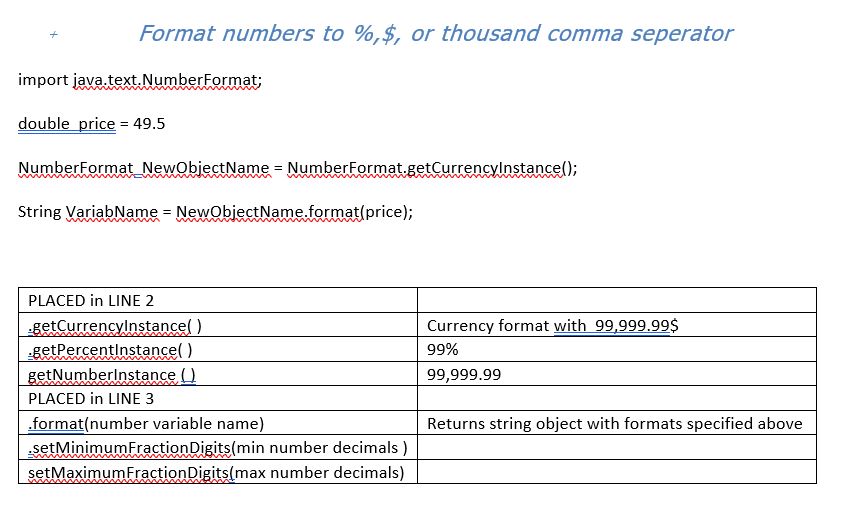 + Format numbers to %,$, or thousand comma seperator
import java.text.NumberFormat;
double price = 49.5
NumberFormat NewObjectName = NumberFormat.getCurrencyInstance();
String VariabName = NewObjectName.format(price);
PLACED in LINE 2
.getCurrencyInstance( ) Currency format with 99,999.99$
.getPercentInstance( ) 99%
getNumberInstance ( ) 99,999.99
PLACED in LINE 3
.format(number variable name) Returns string object with formats specified above
.setMinimumFractionDigits(min number decimals )
setMaximumFractionDigits(max number decimals)